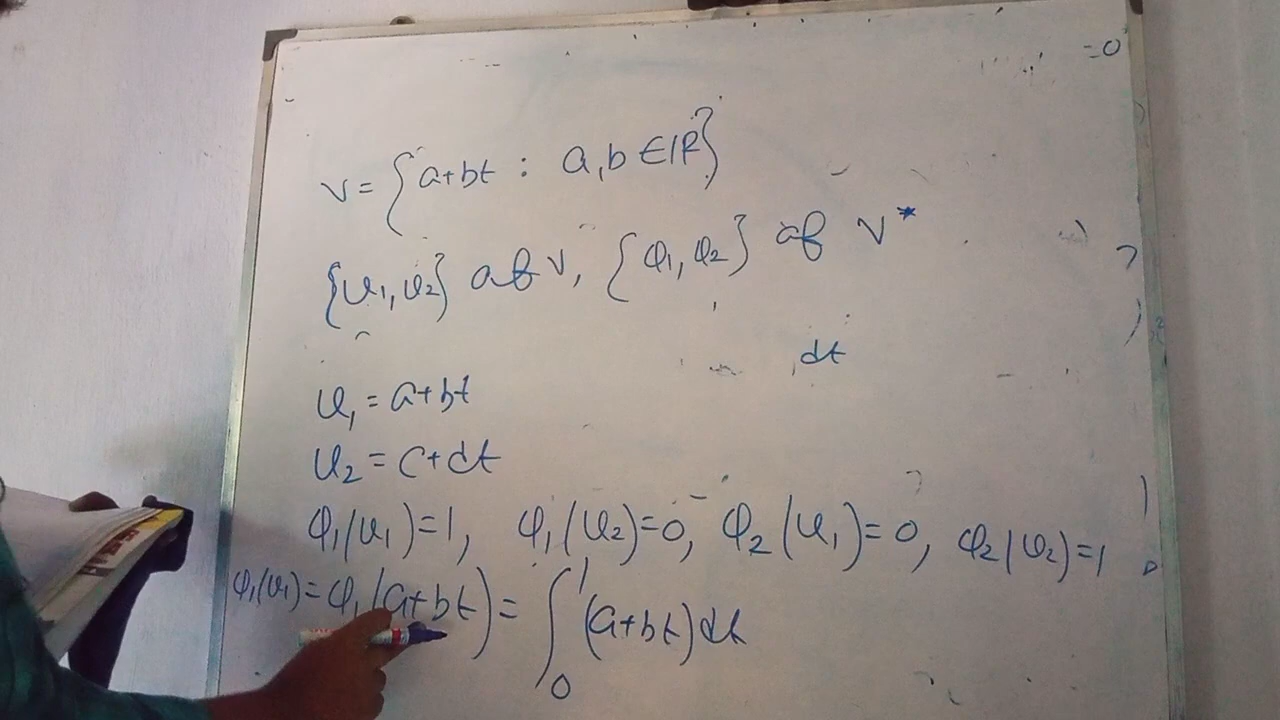 =0
V = {a+bt : a,b ∈ IR}
{v₁, v₂} of V, {φ₁, φ₂} of V*
dt
v₁ = a+bt
v₂ = c+dt
φ₁(v₁)=1, φ₁(v₂)=0, φ₂(v₁)=0, φ₂(v₂)=1
φ₁(v₁)= φ₁(a+bt) = ∫₀¹ (a+bt)dt